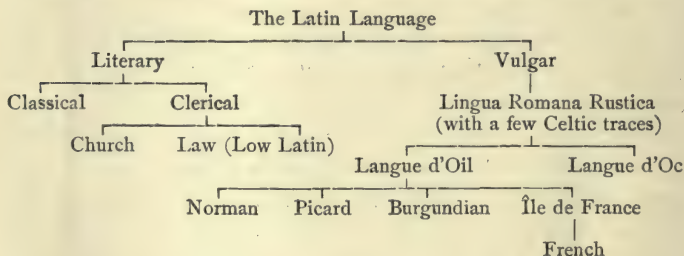 The Latin Language
Literary Vulgar
Classical Clerical Lingua Romana Rustica
(with a few Celtic traces)
Church Law (Low Latin)
Langue d'Oil Langue d'Oc
Norman Picard Burgundian Île de France
French